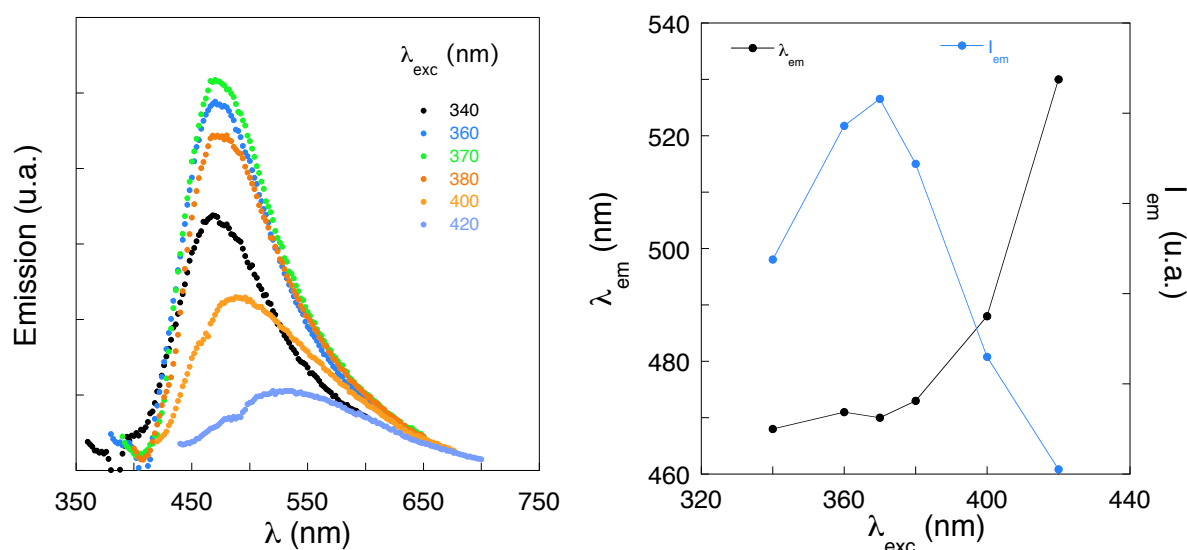 Emission (u.a.)
λexc (nm)
340
360
370
380
400
420
350 450 550 650 750
λ (nm)
540
520
500
480
460
λem (nm)
λem
Iem
Iem (u.a.)
320 360 400 440
λexc (nm)